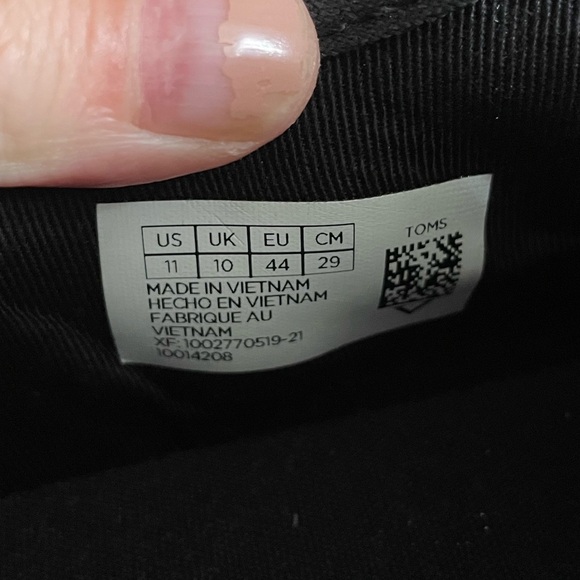 US UK EU CM
11 10 44 29
MADE IN VIETNAM
HECHO EN VIETNAM
FABRIQUE AU
VIETNAM
XF: 1002770519-21
10014208
TOMS